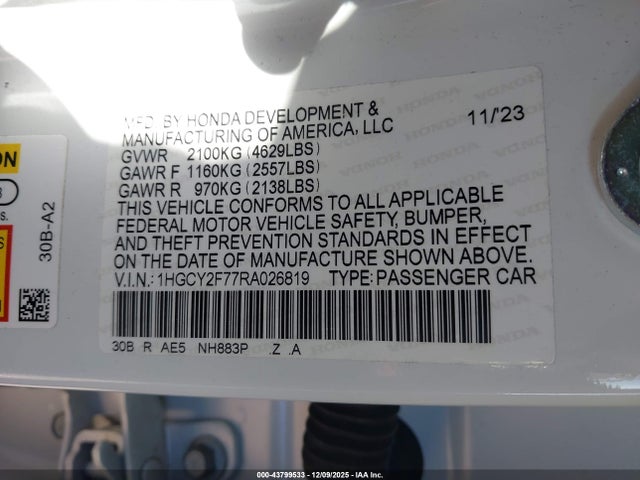 MFD. BY HONDA DEVELOPMENT &
MANUFACTURING OF AMERICA, LLC 11/'23
GVWR 2100KG (4629LBS)
GAWR F 1160KG (2557LBS)
GAWR R 970KG (2138LBS)
THIS VEHICLE CONFORMS TO ALL APPLICABLE
FEDERAL MOTOR VEHICLE SAFETY, BUMPER,
AND THEFT PREVENTION STANDARDS IN EFFECT
ON THE DATE OF MANUFACTURE SHOWN ABOVE.
V.I.N.: 1HGCY2F77RA026819 TYPE: PASSENGER CAR
30B R AE5 NH883P .Z .A
30B-A2
000-43799533 - 12/09/2025 - IAA Inc.